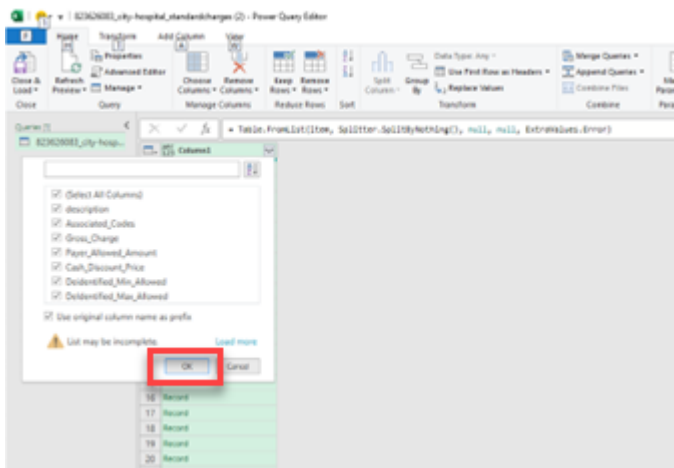 823626083_city-hospital_standardcharges (2) - Power Query Editor
F
Home Transform Add Column View
H T A W
Close & Load
Refresh Preview
Properties
Advanced Editor
Manage
Choose Columns
Remove Columns
Keep Rows
Remove Rows
Split Column
Group By
Data Type: Any
Use First Row as Headers
Replace Values
Merge Queries
Append Queries
Combine Files
Close Query Manage Columns Reduce Rows Sort Transform Combine
Queries [1]
= Table.FromList(Item, Splitter.SplitByNothing(), null, null, ExtraValues.Error)
823626083_city-hosp...
Column1
(Select All Columns)
description
Associated_Codes
Gross_Charge
Payer_Allowed_Amount
Cash_Discount_Price
Deidentified_Min_Allowed
Deidentified_Max_Allowed
Use original column name as prefix
List may be incomplete. Load more
OK Cancel
16 Record
17 Record
18 Record
19 Record
20 Record